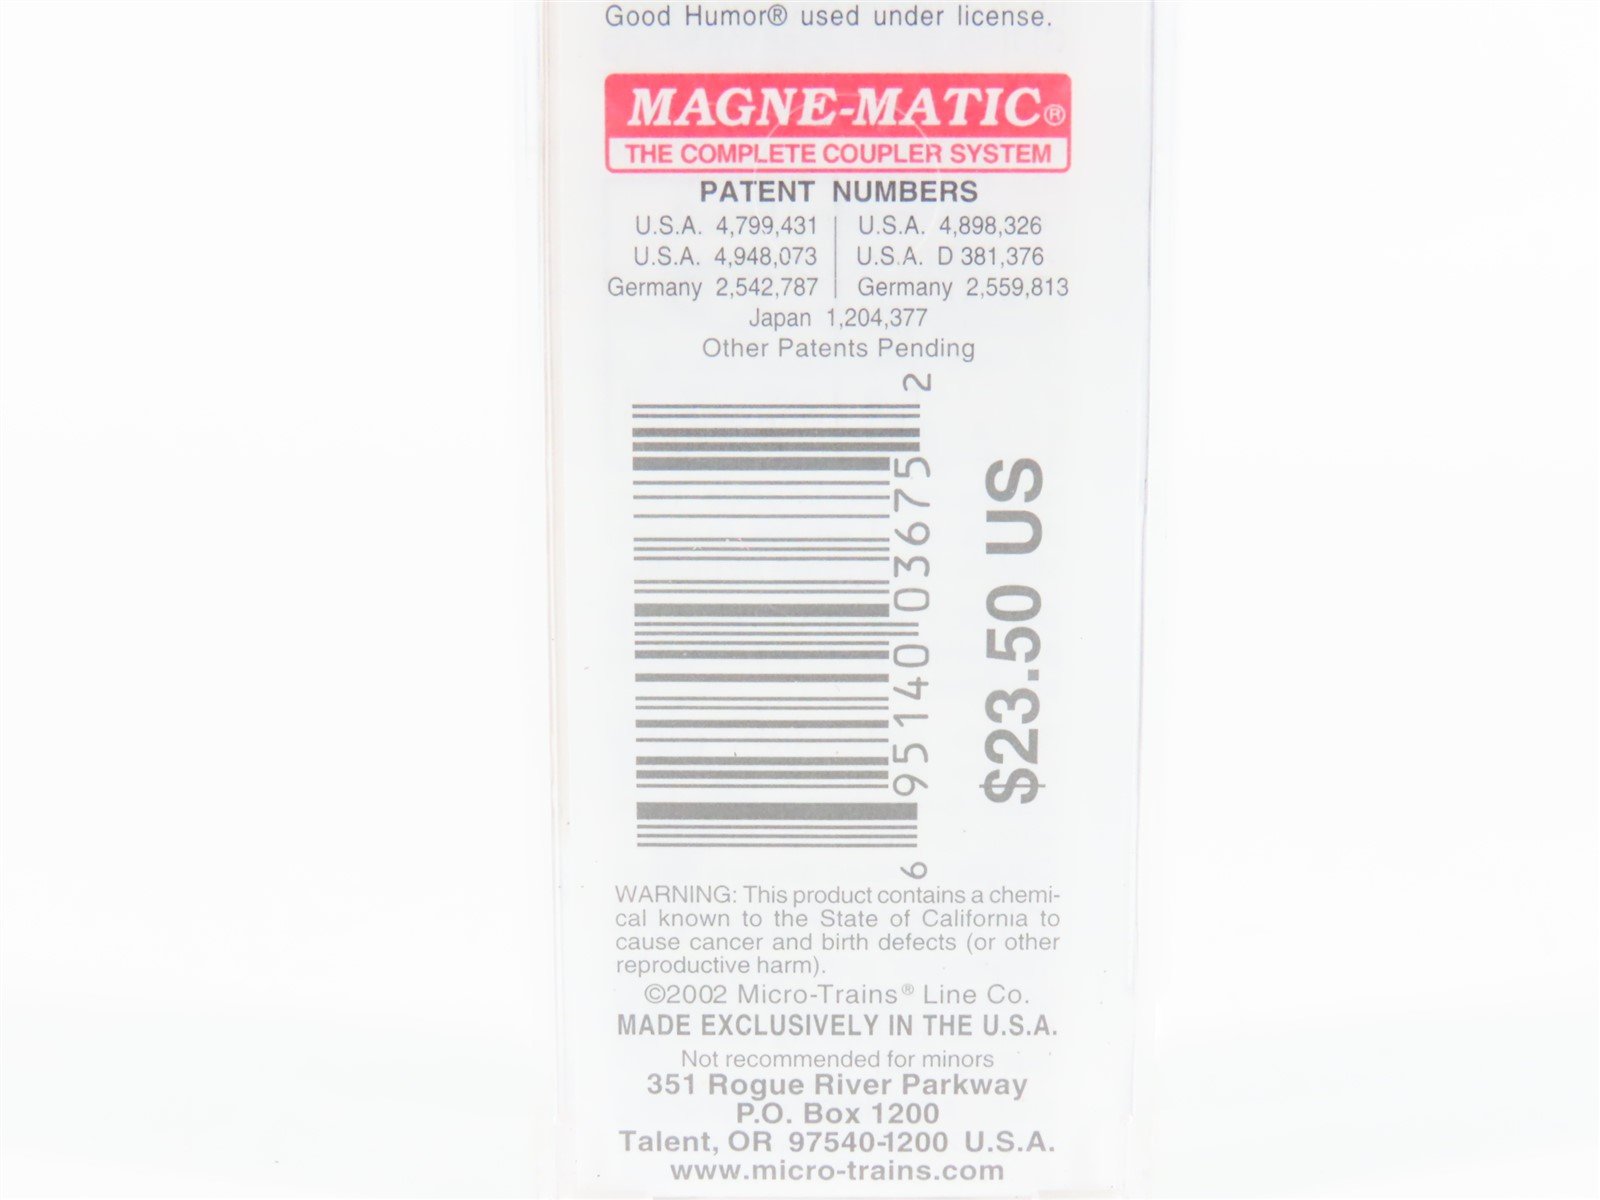 Good Humor® used under license.
MAGNE-MATIC®
THE COMPLETE COUPLER SYSTEM
PATENT NUMBERS
U.S.A. 4,799,431 | U.S.A. 4,898,326
U.S.A. 4,948,073 | U.S.A. D 381,376
Germany 2,542,787 | Germany 2,559,813
Japan 1,204,377
Other Patents Pending
6 95140 03675 2
$23.50 US
WARNING: This product contains a chemi-
cal known to the State of California to
cause cancer and birth defects (or other
reproductive harm).
©2002 Micro-Trains® Line Co.
MADE EXCLUSIVELY IN THE U.S.A.
Not recommended for minors
351 Rogue River Parkway
P.O. Box 1200
Talent, OR 97540-1200 U.S.A.
www.micro-trains.com